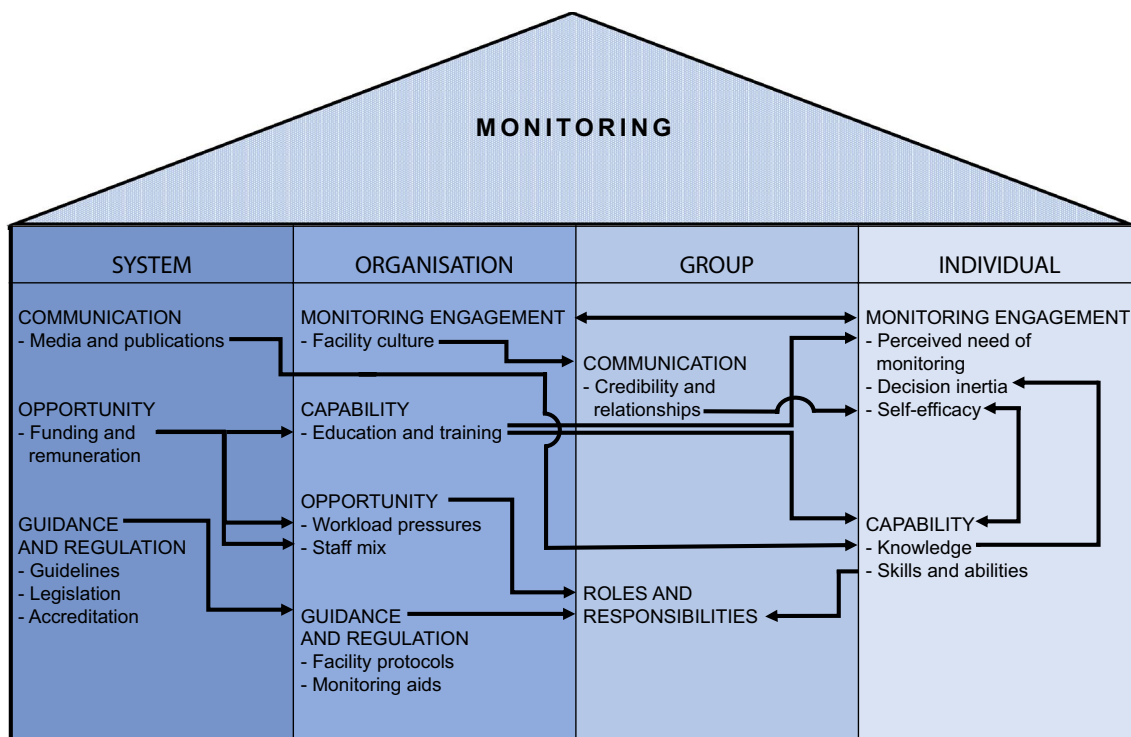 MONITORING
SYSTEM
COMMUNICATION
- Media and publications
OPPORTUNITY
- Funding and
remuneration
GUIDANCE
AND REGULATION
- Guidelines
- Legislation
- Accreditation
ORGANISATION
MONITORING ENGAGEMENT
- Facility culture
CAPABILITY
- Education and training
OPPORTUNITY
- Workload pressures
- Staff mix
GUIDANCE
AND REGULATION
- Facility protocols
- Monitoring aids
GROUP
COMMUNICATION
- Credibility and
relationships
ROLES AND
RESPONSIBILITIES
INDIVIDUAL
MONITORING ENGAGEMENT
- Perceived need of
monitoring
- Decision inertia
- Self-efficacy
CAPABILITY
- Knowledge
- Skills and abilities